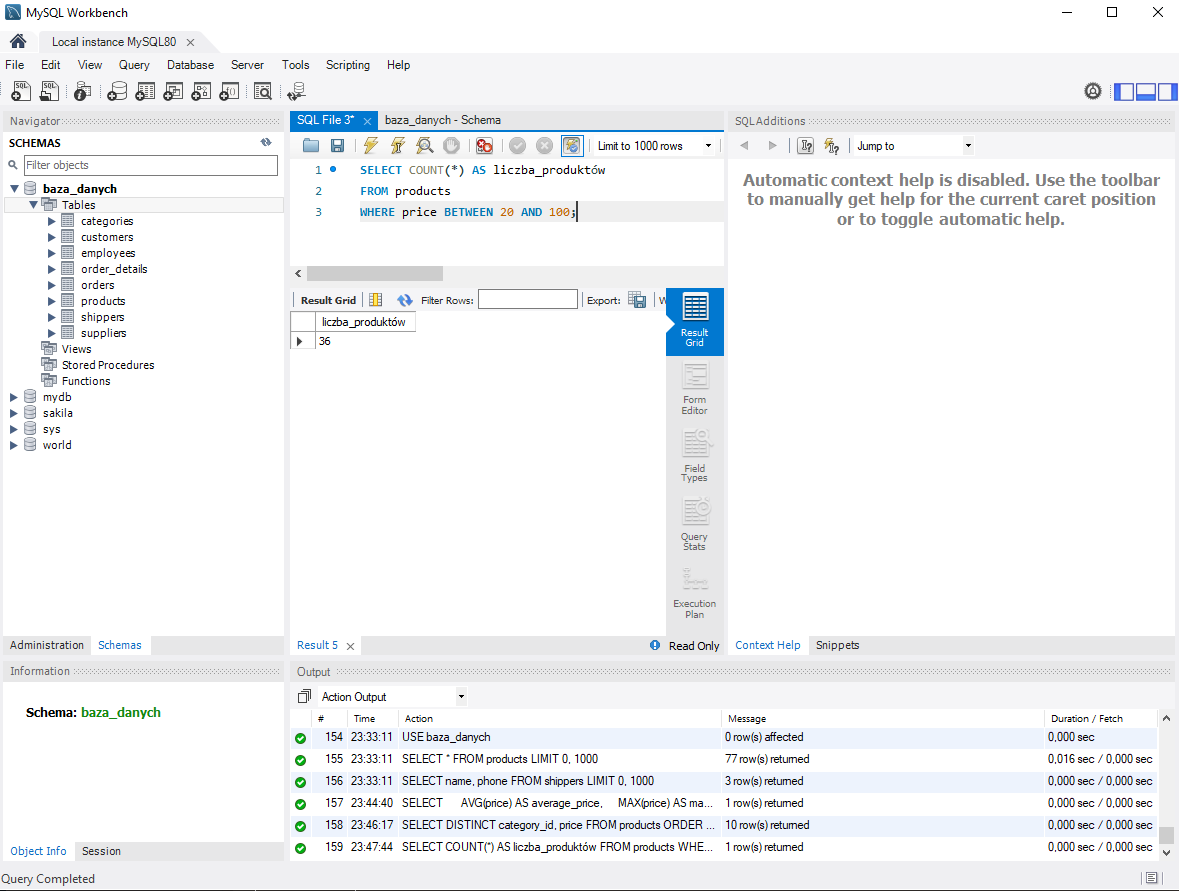 MySQL Workbench
Local instance MySQL80
File Edit View Query Database Server Tools Scripting Help
Navigator
SCHEMAS
Filter objects
baza_danych
Tables
categories
customers
employees
order_details
orders
products
shippers
suppliers
Views
Stored Procedures
Functions
mydb
sakila
sys
world
Administration Schemas
Information
Schema: baza_danych
Object Info Session
SQL File 3* baza_danych - Schema
Limit to 1000 rows
1 SELECT COUNT(*) AS liczba_produktów
2 FROM products
3 WHERE price BETWEEN 20 AND 100;
Result Grid Filter Rows: Export:
liczba_produktów
36
Result Grid
Form Editor
Field Types
Query Stats
Execution Plan
Result 5 Read Only
SQLAdditions
Jump to
Automatic context help is disabled. Use the toolbar
to manually get help for the current caret position
or to toggle automatic help.
Context Help Snippets
Output
Action Output
# Time Action Message Duration / Fetch
154 23:33:11 USE baza_danych 0 row(s) affected 0,000 sec
155 23:33:11 SELECT * FROM products LIMIT 0, 1000 77 row(s) returned 0,016 sec / 0,000 sec
156 23:33:11 SELECT name, phone FROM shippers LIMIT 0, 1000 3 row(s) returned 0,000 sec / 0,000 sec
157 23:44:40 SELECT AVG(price) AS average_price, MAX(price) AS ma... 1 row(s) returned 0,000 sec / 0,000 sec
158 23:46:17 SELECT DISTINCT category_id, price FROM products ORDER ... 10 row(s) returned 0,000 sec / 0,000 sec
159 23:47:44 SELECT COUNT(*) AS liczba_produktów FROM products WHE... 1 row(s) returned 0,000 sec / 0,000 sec
Query Completed